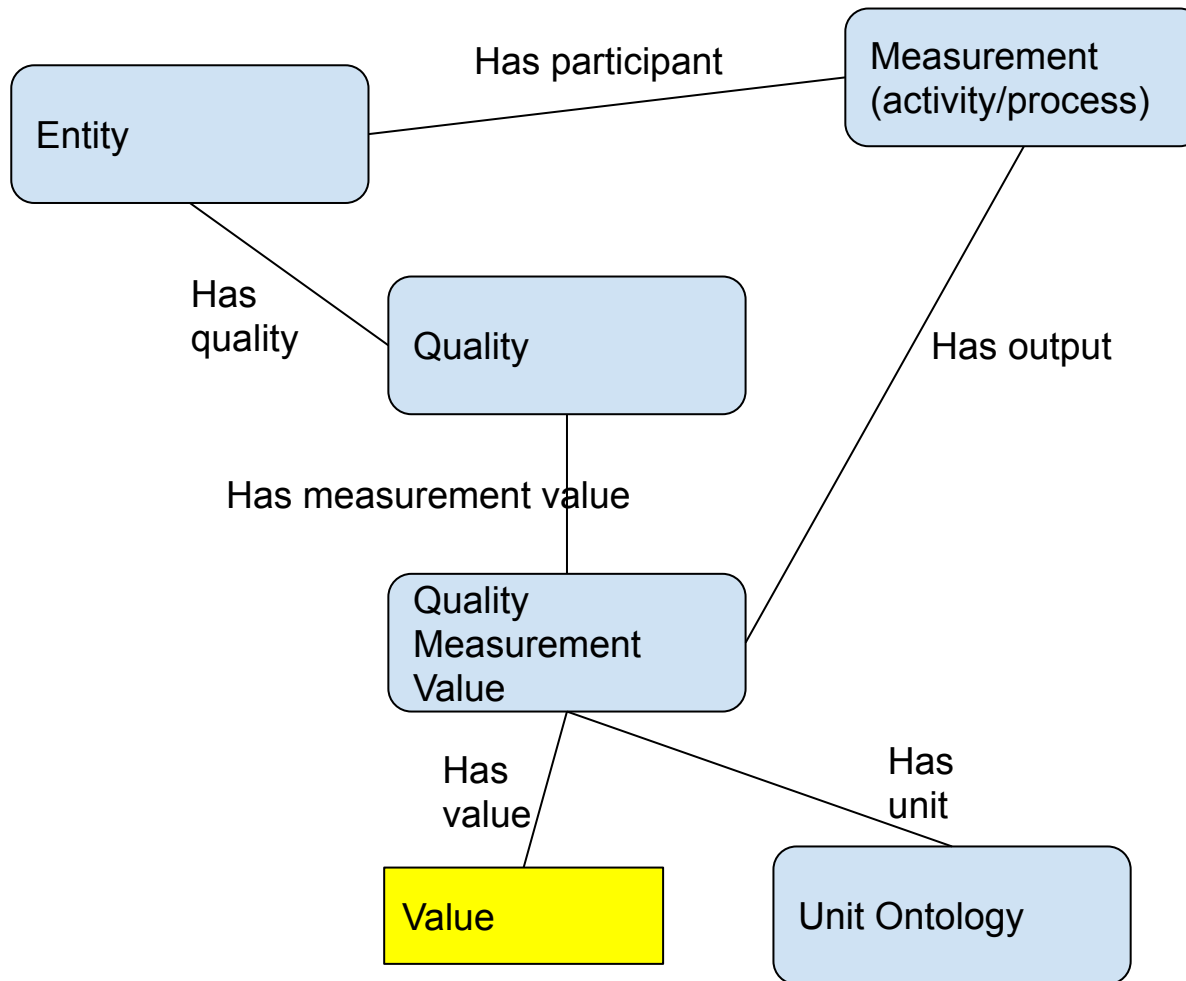 Has participant
Measurement
(activity/process)
Entity
Has
quality
Quality
Has output
Has measurement value
Quality
Measurement
Value
Has
value
Has
unit
Value
Unit Ontology